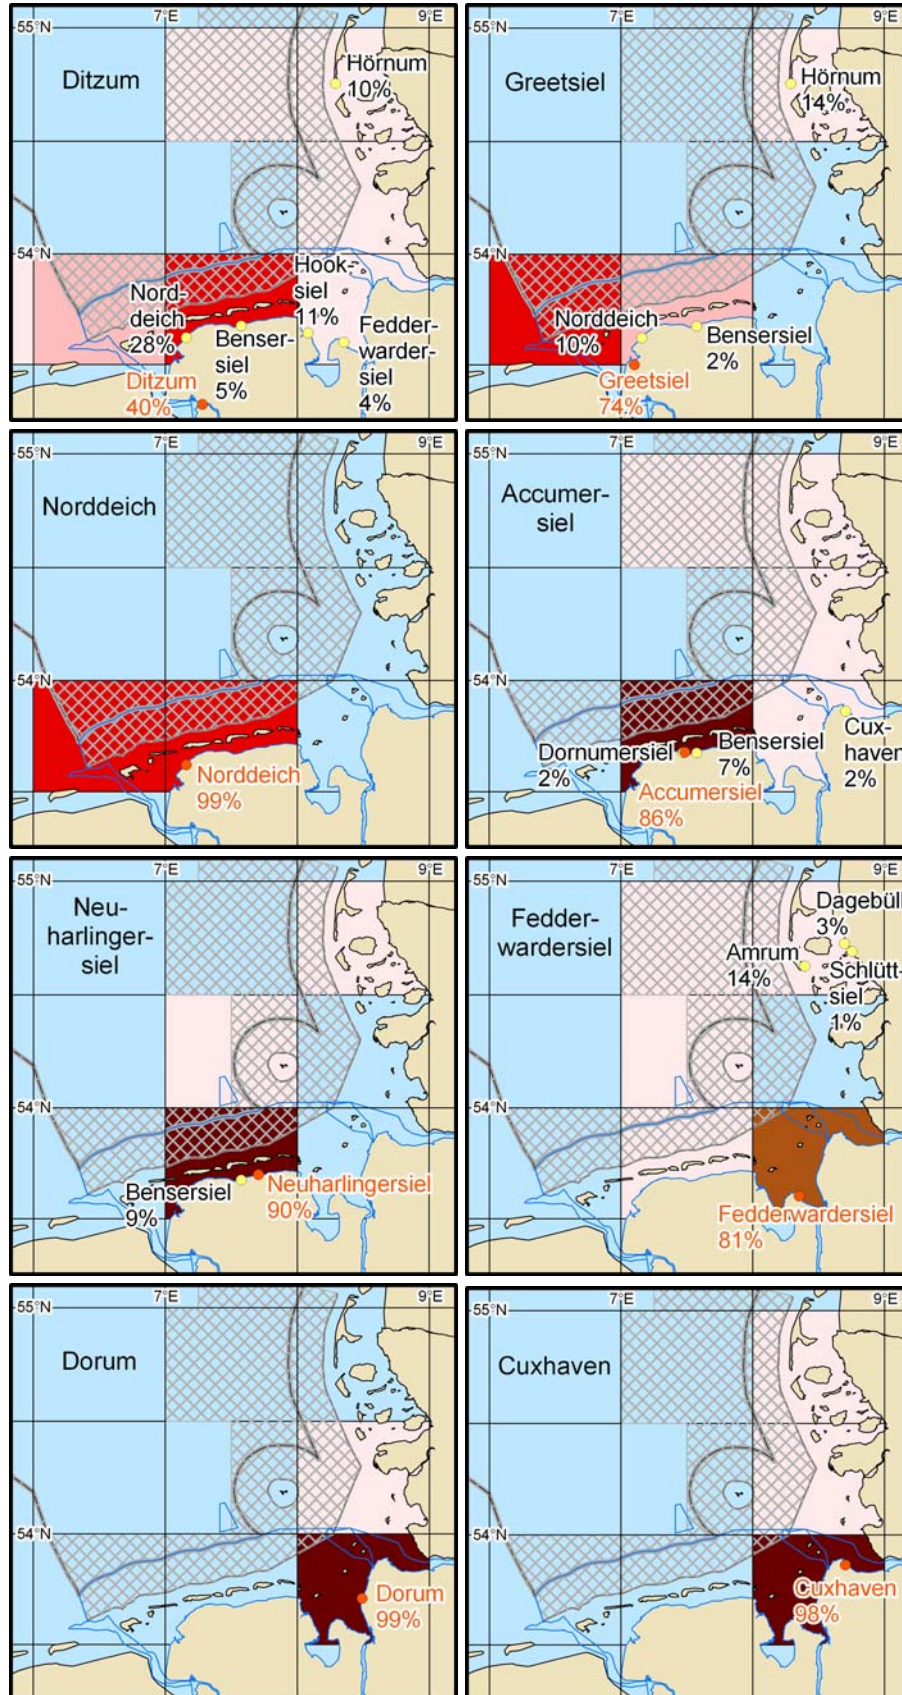 7°E
9°E
55°N
Ditzum
Hörnum
10%
54°N
Hook-
siel
11%
Nord-
deich
28%
Benser-
siel
5%
Fedder-
warder-
siel
4%
Ditzum
40%
7°E
9°E
55°N
Greetsiel
Hörnum
14%
54°N
Norddeich
10%
Bensersiel
2%
Greetsiel
74%
7°E
9°E
55°N
Norddeich
54°N
Norddeich
99%
7°E
9°E
55°N
Accumer-
siel
54°N
Dornumersiel
2%
Bensersiel
7%
Cux-
haven
2%
Accumersiel
86%
7°E
9°E
55°N
Neu-
harlinger-
siel
54°N
Bensersiel
9%
Neuharlingersiel
90%
7°E
9°E
55°N
Fedder-
wardersiel
Dagebüll
3%
Amrum
14%
Schlütt-
siel
1%
54°N
Fedderwardersiel
81%
7°E
9°E
55°N
Dorum
54°N
Dorum
99%
7°E
9°E
55°N
Cuxhaven
54°N
Cuxhaven
98%